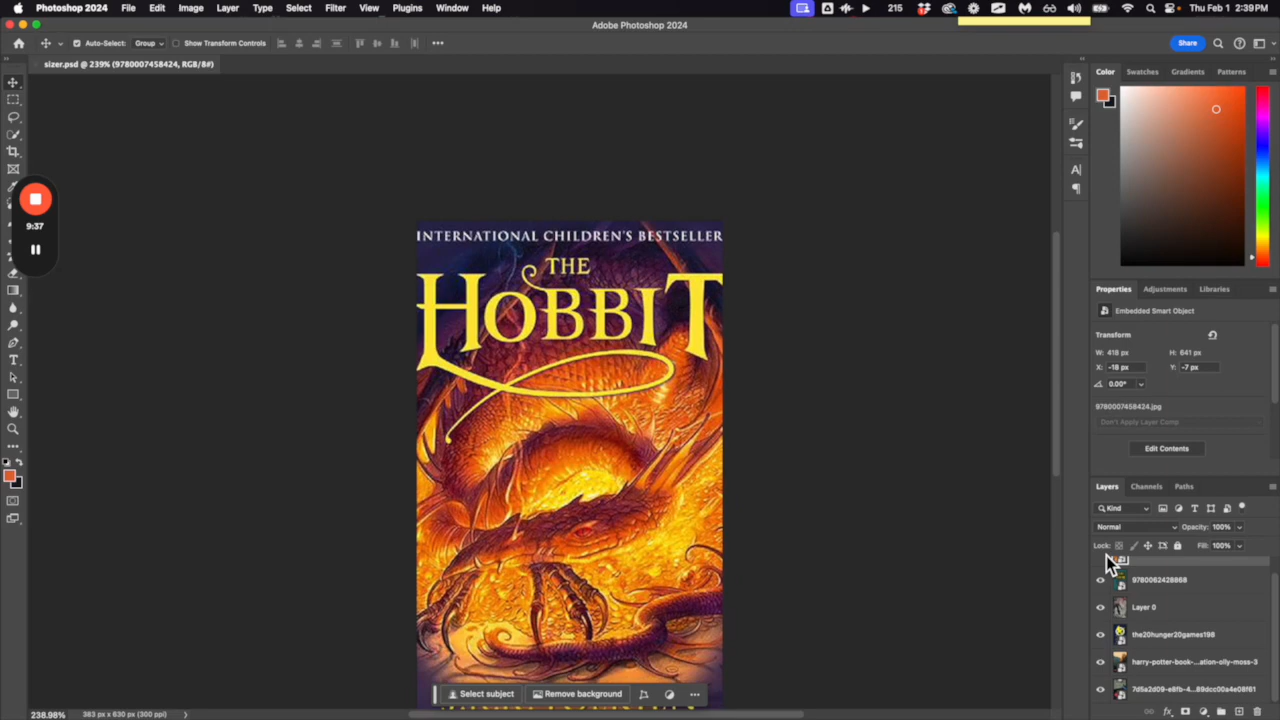 Photoshop 2024 File Edit Image Layer Type Select Filter View Plugins Window Help 215 Thu Feb 1 2:39 PM
Adobe Photoshop 2024
Auto-Select: Group Show Transform Controls Share
sizer.psd @ 239% (9780007458424, RGB/8#)
Color Swatches Gradients Patterns
9:37
INTERNATIONAL CHILDREN'S BESTSELLER
THE
HOBBIT
Properties Adjustments Libraries
Embedded Smart Object
Transform
W: 418 px H: 641 px
X: -18 px Y: -7 px
0.00°
9780007458424.jpg
Don't Apply Layer Comp
Edit Contents
Layers Channels Paths
Kind
Normal Opacity: 100%
Lock: Fill: 100%
9780062428868
Layer 0
the20hunger20games198
harry-potter-book-...ation-olly-moss-3
7d5a2d09-e8fb-4...89dcc00a4e08f61
Select subject Remove background
238.98% 383 px x 630 px (300 ppi)